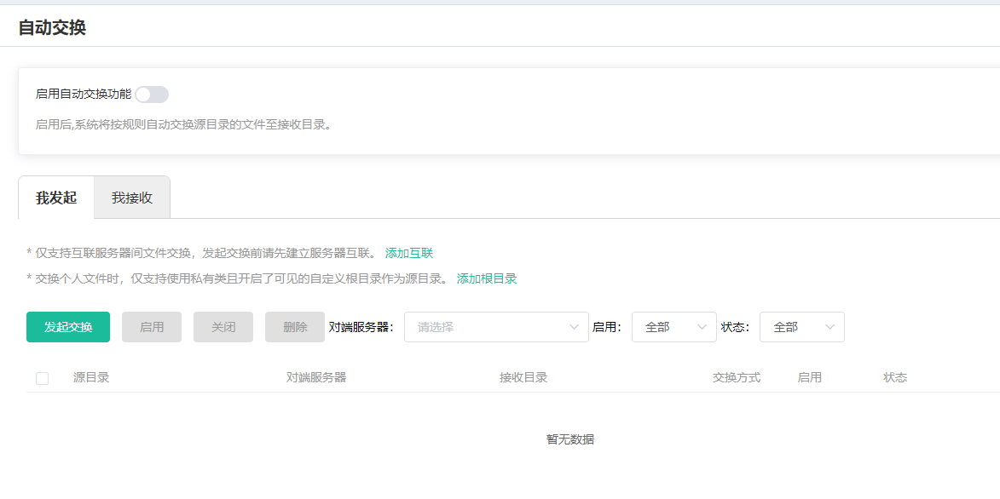 自动交换
启用自动交换功能
启用后,系统将按规则自动交换源目录的文件至接收目录。
我发起 我接收
* 仅支持互联服务器间文件交换，发起交换前请先建立服务器互联。 添加互联
* 交换个人文件时，仅支持使用私有类且开启了可见的自定义根目录作为源目录。 添加根目录
发起交换 启用 关闭 删除 对端服务器： 请选择 启用： 全部 状态： 全部
源目录 对端服务器 接收目录 交换方式 启用 状态
暂无数据